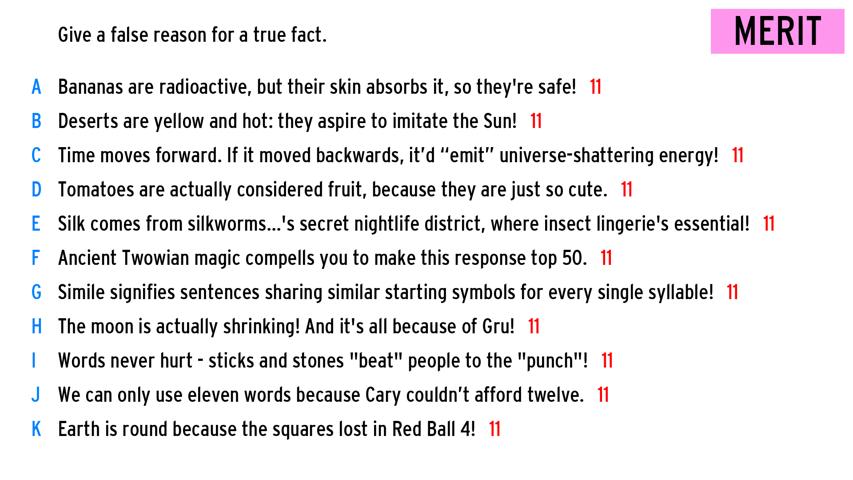 Give a false reason for a true fact.
MERIT
A Bananas are radioactive, but their skin absorbs it, so they're safe! 11
B Deserts are yellow and hot: they aspire to imitate the Sun! 11
C Time moves forward. If it moved backwards, it’d “emit” universe-shattering energy! 11
D Tomatoes are actually considered fruit, because they are just so cute. 11
E Silk comes from silkworms...'s secret nightlife district, where insect lingerie's essential! 11
F Ancient Twowian magic compells you to make this response top 50. 11
G Simile signifies sentences sharing similar starting symbols for every single syllable! 11
H The moon is actually shrinking! And it's all because of Gru! 11
I Words never hurt - sticks and stones "beat" people to the "punch"! 11
J We can only use eleven words because Cary couldn’t afford twelve. 11
K Earth is round because the squares lost in Red Ball 4! 11